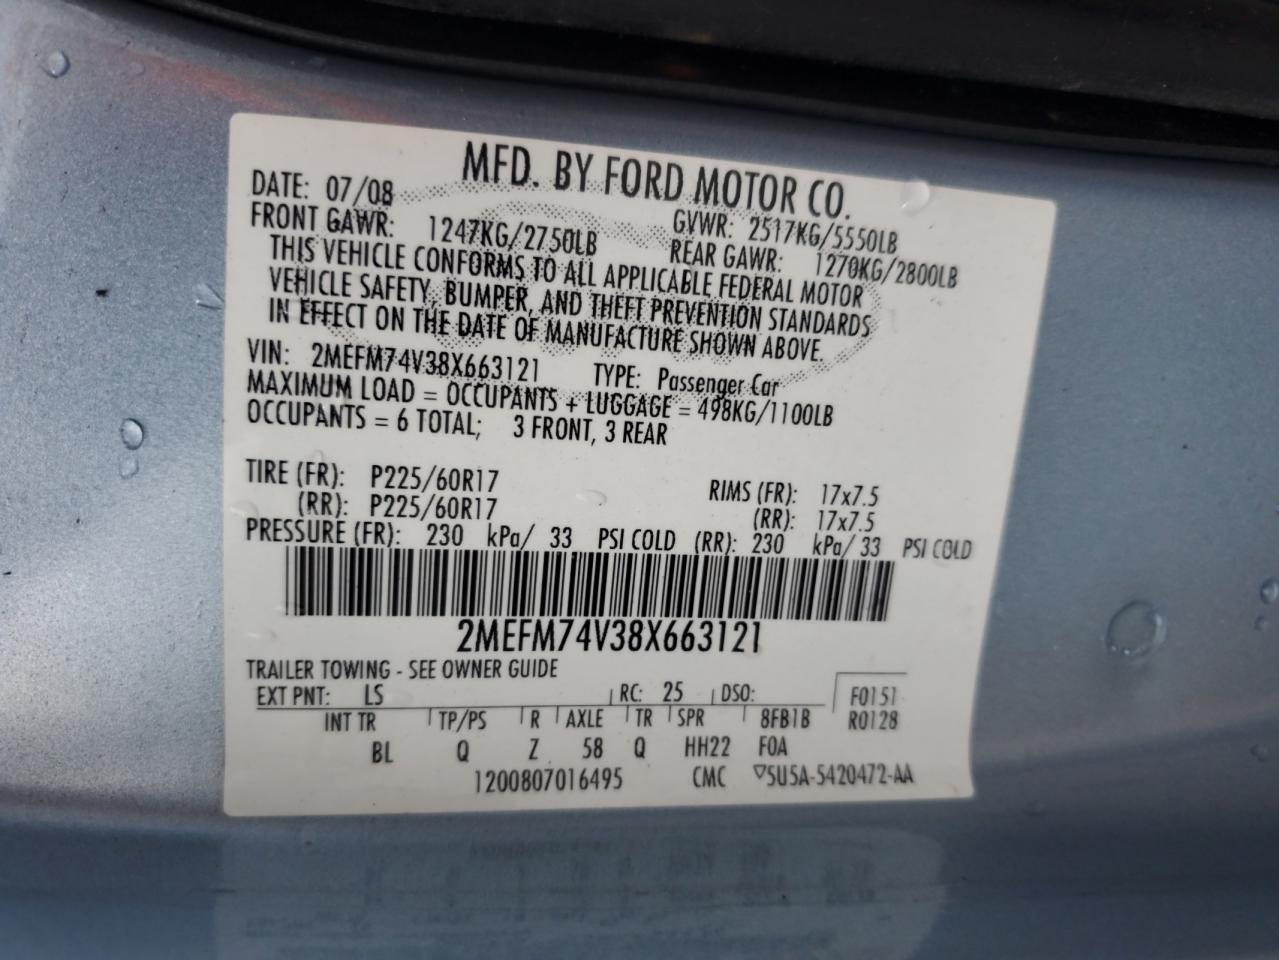 MFD. BY FORD MOTOR CO.
DATE: 07/08 GVWR: 2517KG/5550LB
FRONT GAWR: 1247KG/2750LB REAR GAWR: 1270KG/2800LB
THIS VEHICLE CONFORMS TO ALL APPLICABLE FEDERAL MOTOR
VEHICLE SAFETY, BUMPER, AND THEFT PREVENTION STANDARDS
IN EFFECT ON THE DATE OF MANUFACTURE SHOWN ABOVE.
VIN: 2MEFM74V38X663121 TYPE: Passenger Car
MAXIMUM LOAD = OCCUPANTS + LUGGAGE = 498KG/1100LB
OCCUPANTS = 6 TOTAL; 3 FRONT, 3 REAR
TIRE (FR): P225/60R17 RIMS (FR): 17x7.5
(RR): P225/60R17 (RR): 17x7.5
PRESSURE (FR): 230 kPa/ 33 PSI COLD (RR): 230 kPa/ 33 PSI COLD
2MEFM74V38X663121
TRAILER TOWING - SEE OWNER GUIDE
EXT PNT: LS RC: 25 DSO: F0151
INT TR TP/PS R AXLE TR SPR 8FB1B R0128
BL Q Z 58 Q HH22 F0A
1200807016495 CMC ▽5U5A-5420472-AA